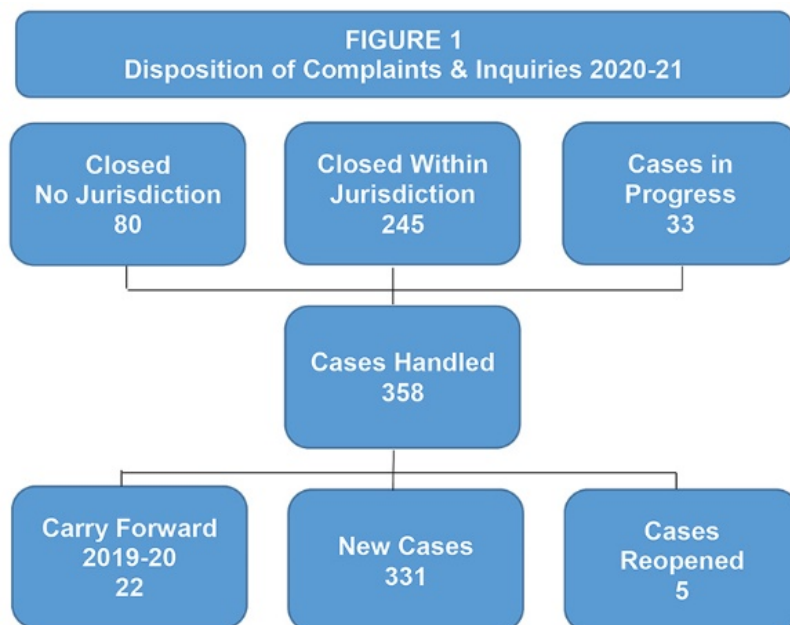 FIGURE 1
Disposition of Complaints & Inquiries 2020-21
Closed
No Jurisdiction
80
Closed Within
Jurisdiction
245
Cases in
Progress
33
Cases Handled
358
Carry Forward
2019-20
22
New Cases
331
Cases
Reopened
5